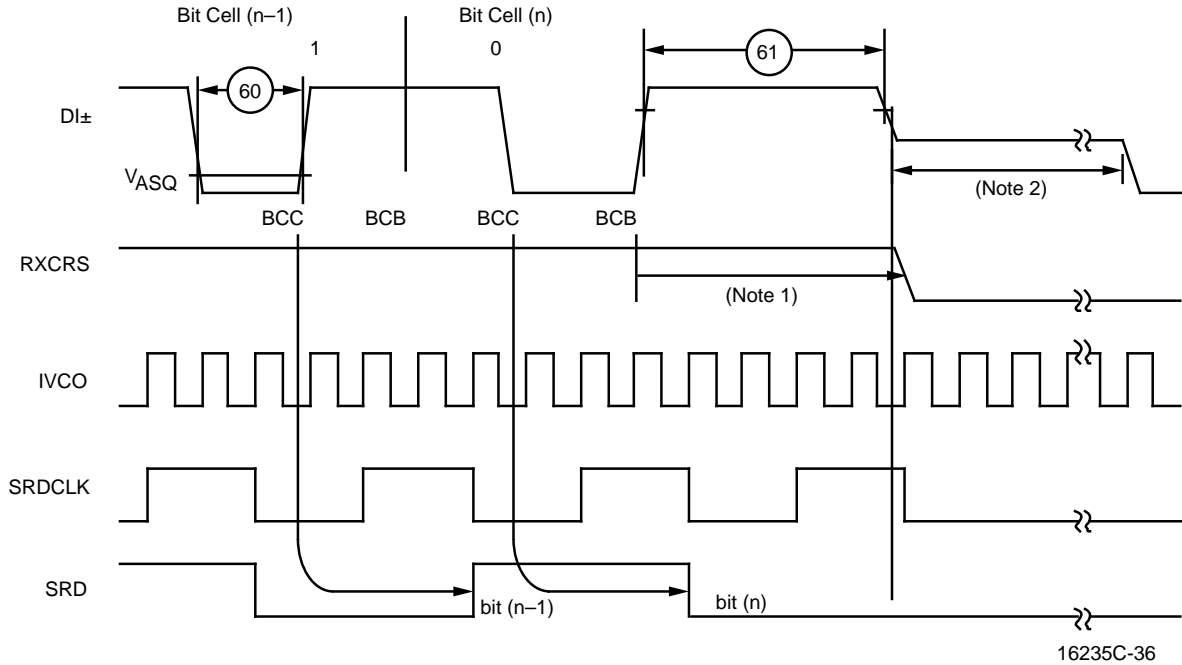 Bit Cell (n–1)
Bit Cell (n)
1
0
61
60
DI±
VASQ
(Note 2)
BCC
BCB
BCC
BCB
RXCRS
(Note 1)
IVCO
SRDCLK
SRD
bit (n–1)
bit (n)
16235C-36